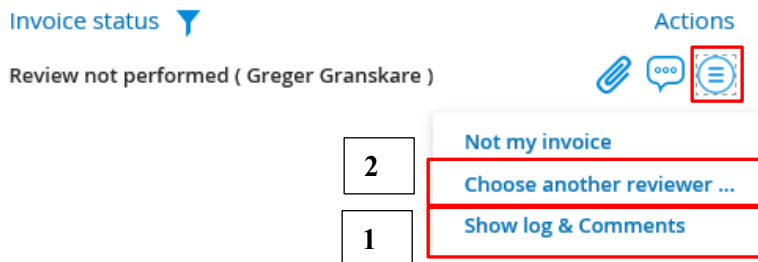 Invoice status Actions
Review not performed ( Greger Granskare )
Not my invoice
2 Choose another reviewer ...
1 Show log & Comments